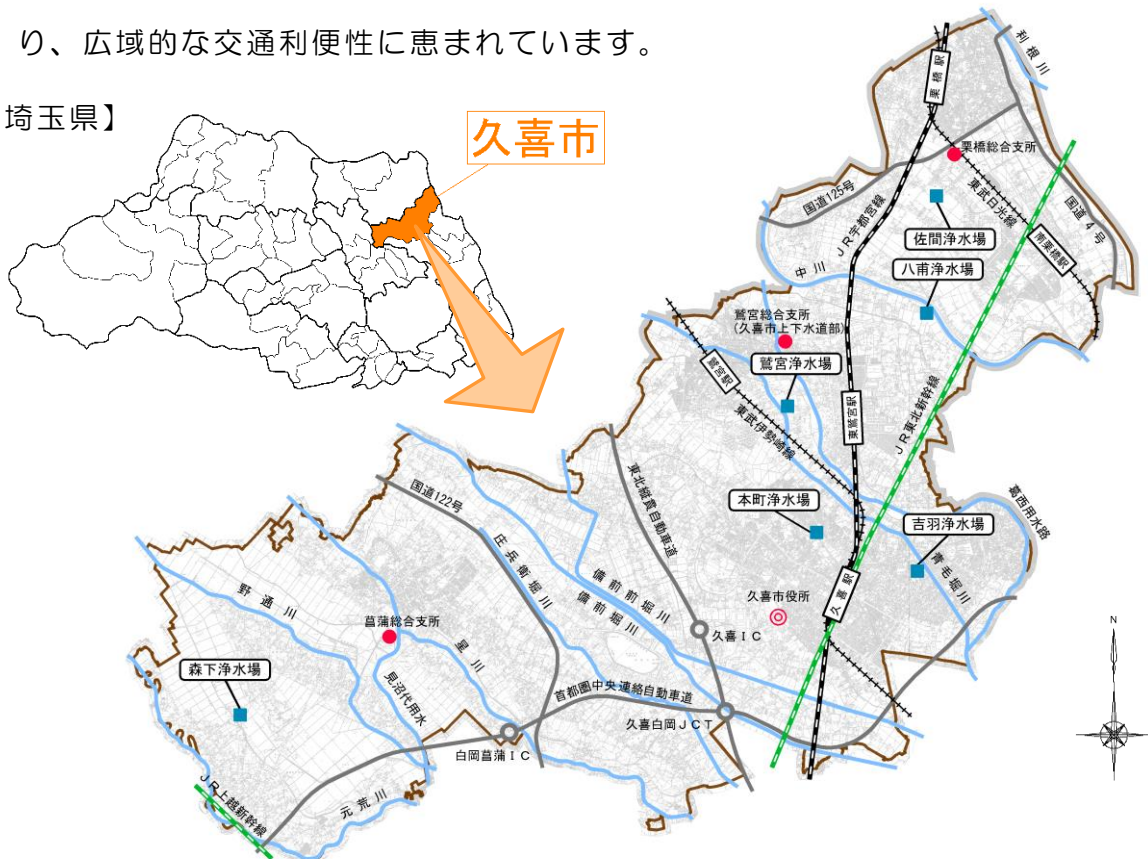 り、広域的な交通利便性に恵まれています。
埼玉県】
久喜市
利根川
栗橋駅
栗橋総合支所
国道125号
東武日光線
国道4号
佐間浄水場
南栗橋駅
JR宇都宮線
中川
八甫浄水場
鷲宮総合支所
(久喜市上下水道部)
鷲宮浄水場
鷲宮駅
東武伊勢崎線
東鷲宮駅
JR東北新幹線
国道122号
東北縦貫自動車道
本町浄水場
吉羽浄水場
葛西用水路
青毛堀川
庄兵衛堀川
備前前堀川
備前堀川
久喜市役所
久喜駅
野通川
菖蒲総合支所
星川
久喜IC
森下浄水場
見沼代用水
首都圏中央連絡自動車道
久喜白岡JCT
白岡菖蒲IC
JR上越新幹線
元荒川
N